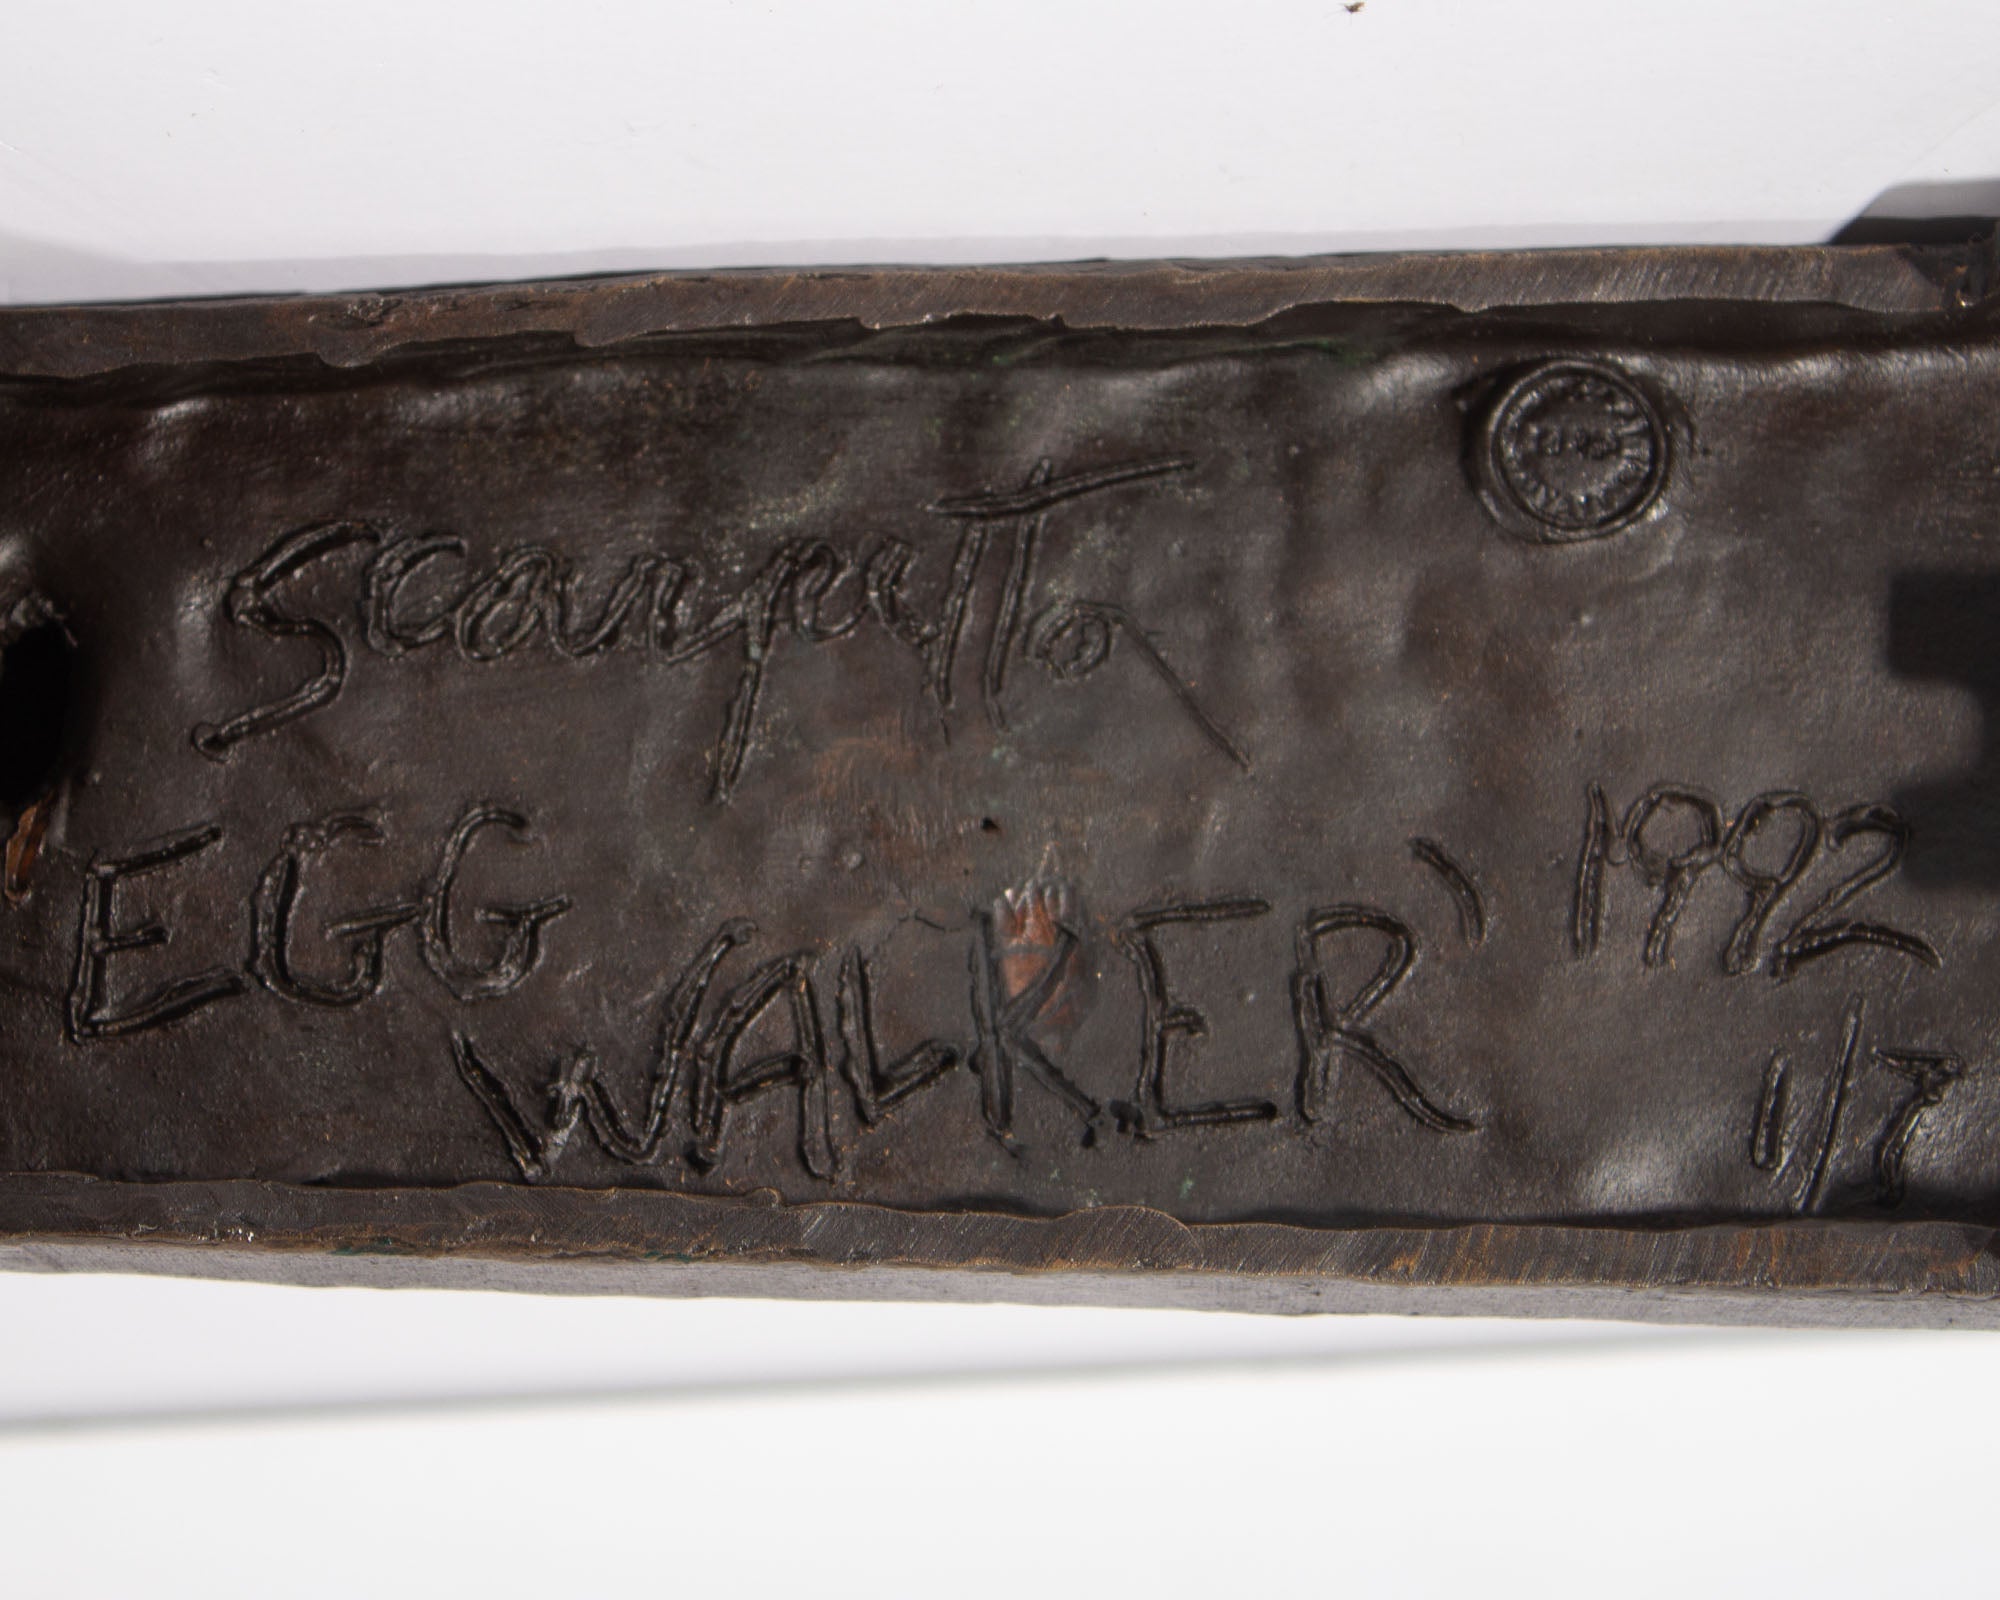 Scarpitta
EGG
WALKER' 1992
1/7